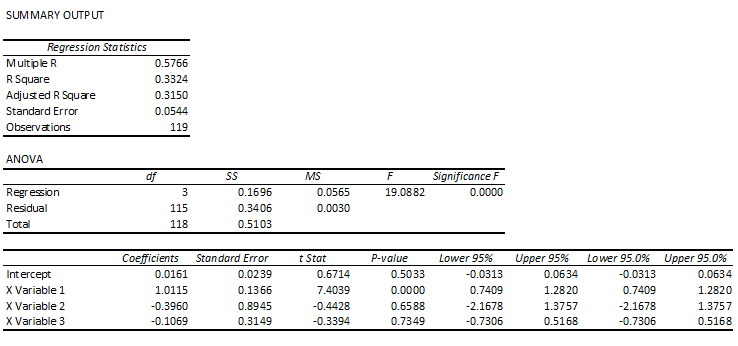 SUMMARY OUTPUT
Regression Statistics
Multiple R 0.5766
R Square 0.3324
Adjusted R Square 0.3150
Standard Error 0.0544
Observations 119
ANOVA
df SS MS F Significance F
Regression 3 0.1696 0.0565 19.0882 0.0000
Residual 115 0.3406 0.0030
Total 118 0.5103
Coefficients Standard Error t Stat P-value Lower 95% Upper 95% Lower 95.0% Upper 95.0%
Intercept 0.0161 0.0239 0.6714 0.5033 -0.0313 0.0634 -0.0313 0.0634
X Variable 1 1.0115 0.1366 7.4039 0.0000 0.7409 1.2820 0.7409 1.2820
X Variable 2 -0.3960 0.8945 -0.4428 0.6588 -2.1678 1.3757 -2.1678 1.3757
X Variable 3 -0.1069 0.3149 -0.3394 0.7349 -0.7306 0.5168 -0.7306 0.5168